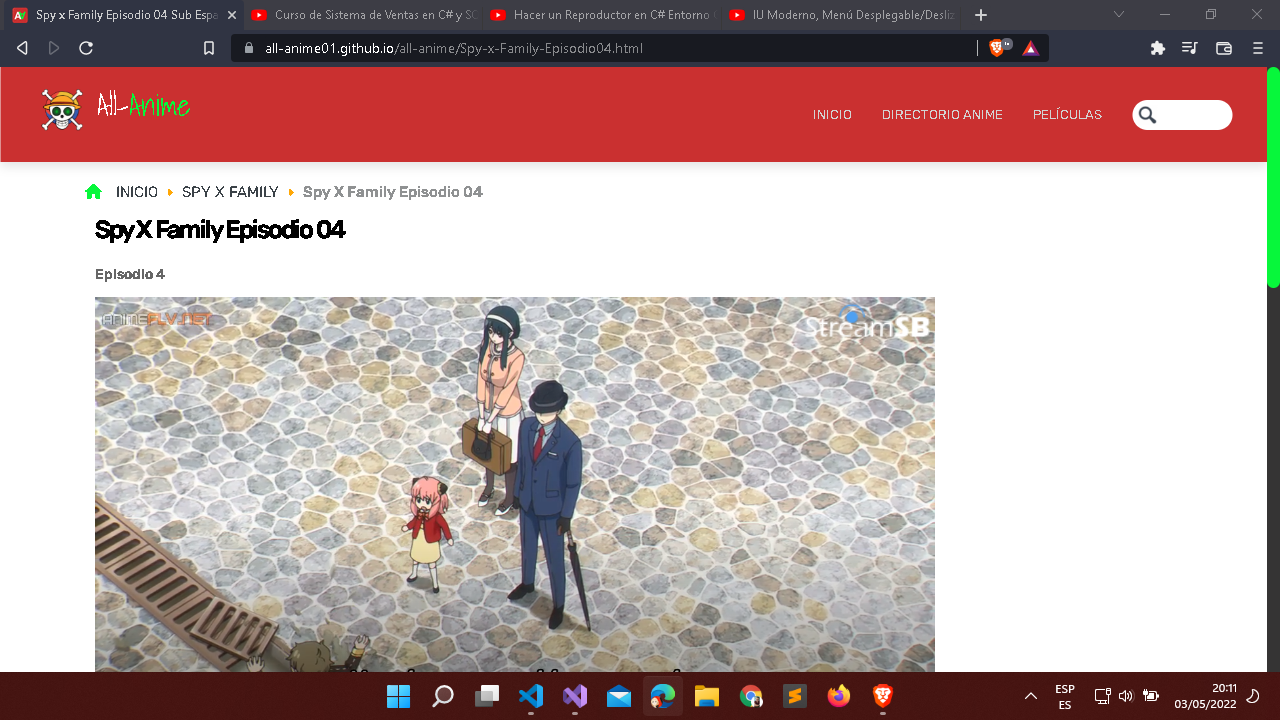 Spy x Family Episodio 04 Sub Espa
Curso de Sistema de Ventas en C# y SQ
Hacer un Reproductor en C# Entorno
IU Moderno, Menú Desplegable/Desliz
all-anime01.github.io/all-anime/Spy-x-Family-Episodio04.html
All-Anime
INICIO
DIRECTORIO ANIME
PELÍCULAS
INICIO
SPY X FAMILY
Spy X Family Episodio 04
Spy X Family Episodio 04
Episodio 4
ANIMEFLV.NET
StreamSB
ESP
ES
20:11
03/05/2022